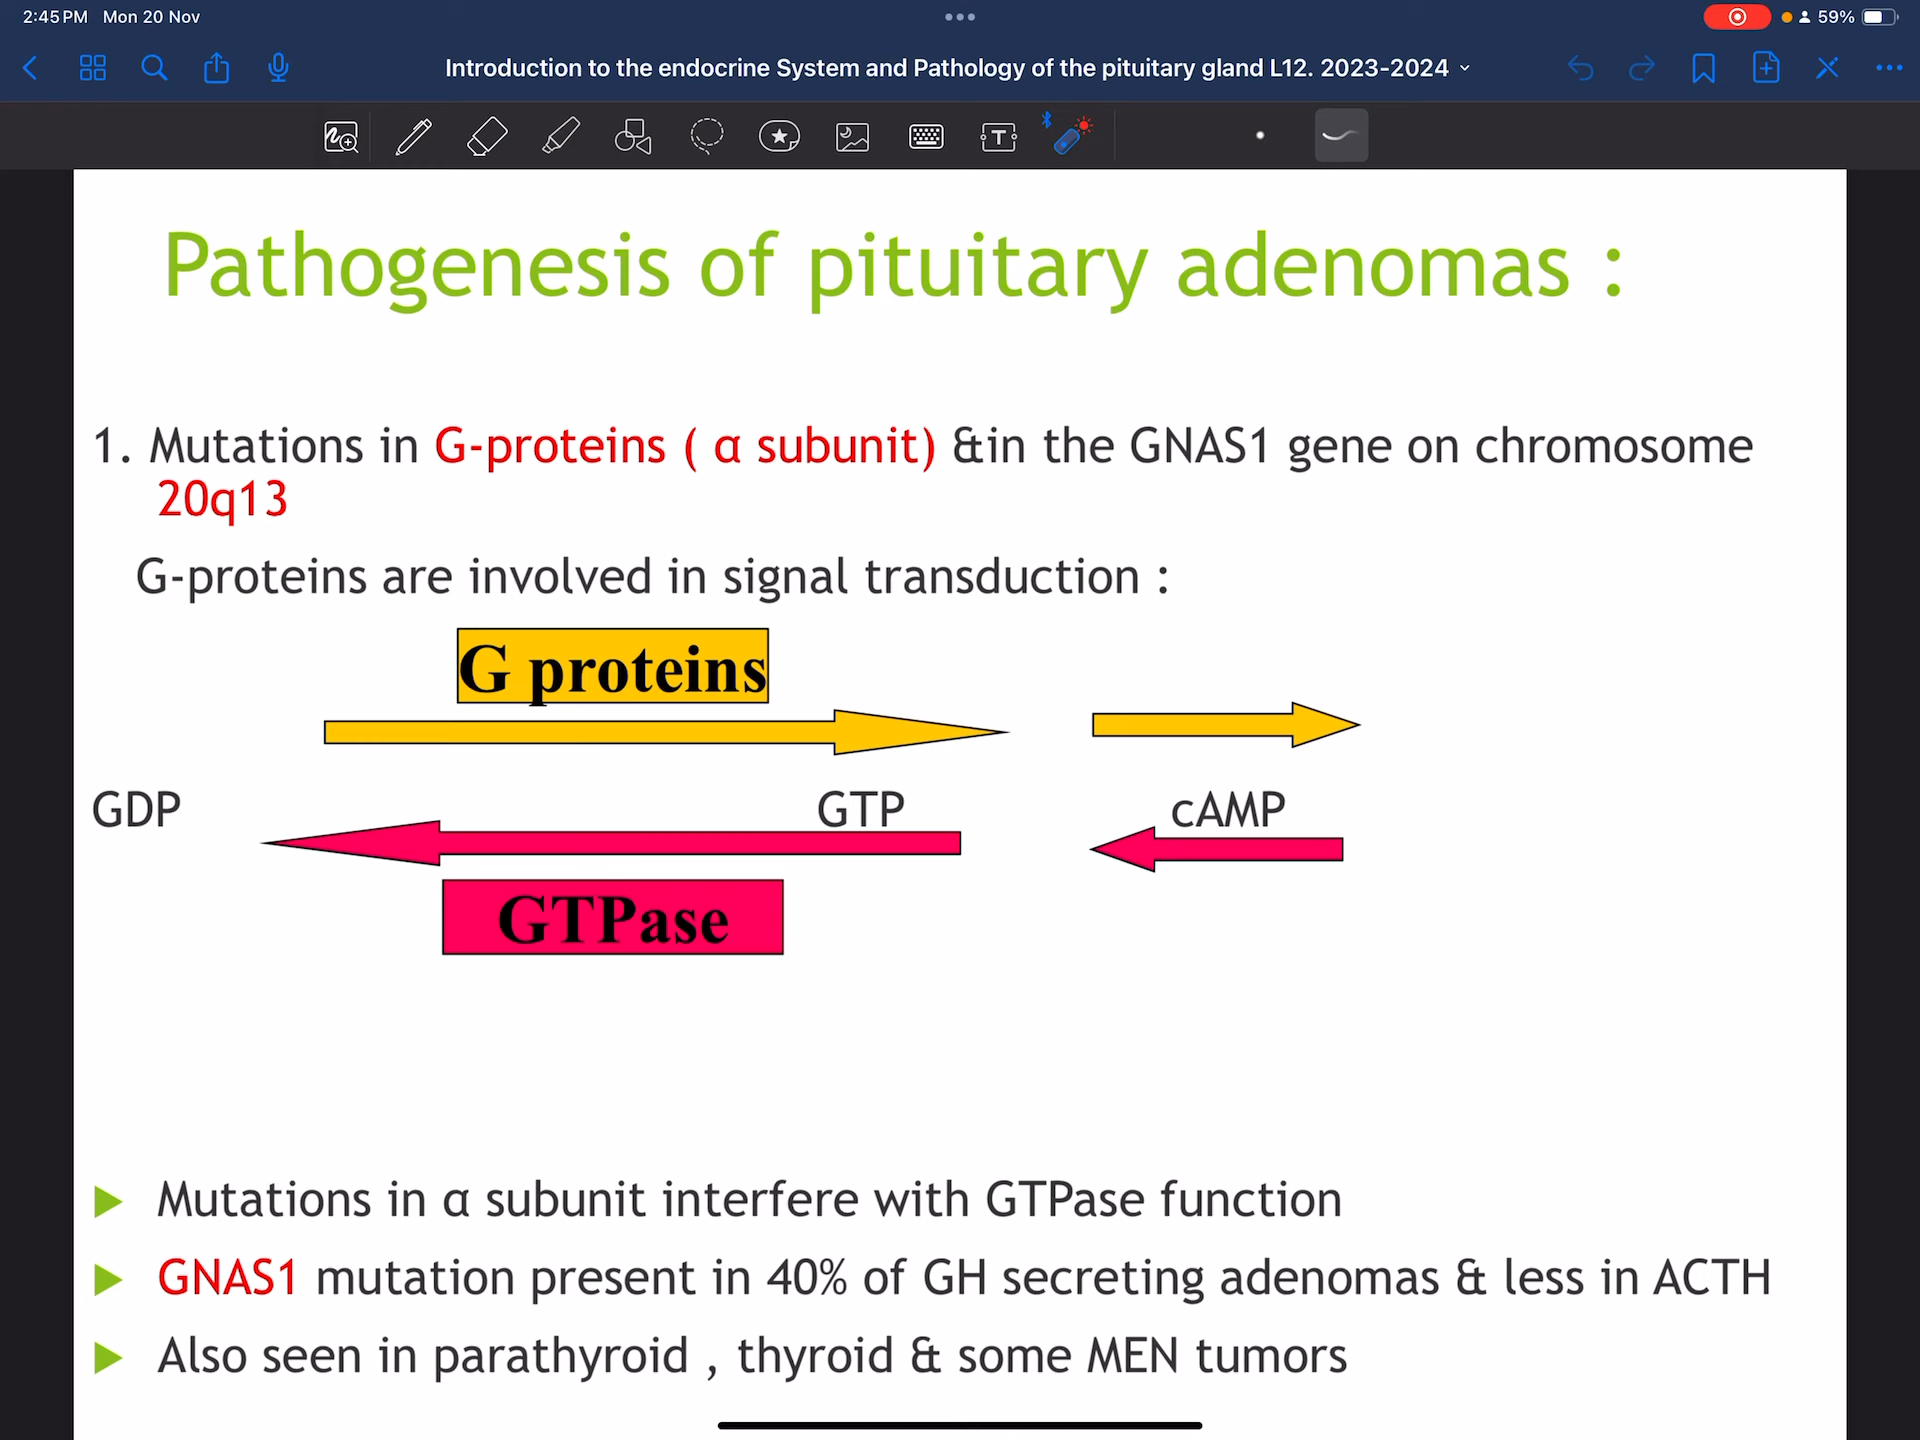 2:45 PM Mon 20 Nov
59%
Introduction to the endocrine System and Pathology of the pituitary gland L12. 2023-2024
T
Pathogenesis of pituitary adenomas :
1. Mutations in G-proteins ( α subunit) &in the GNAS1 gene on chromosome
20q13
G-proteins are involved in signal transduction :
G proteins
GDP GTP cAMP
GTPase
Mutations in α subunit interfere with GTPase function
GNAS1 mutation present in 40% of GH secreting adenomas & less in ACTH
Also seen in parathyroid , thyroid & some MEN tumors